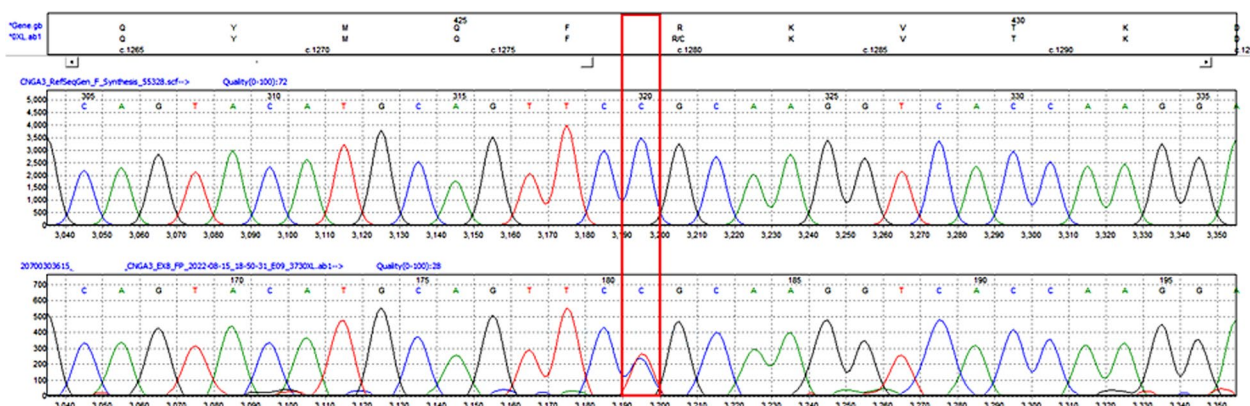 425 430
*Gene.gb Q Y M Q F R K V T K D
*0XL.ab1 Q Y M Q F R/C K V T K D
c.1265 c.1270 c.1275 c.1280 c.1285 c.1290
CNGA3_RefSeqGen_F_Synthesis_55328.scf--> Quality(0-100):72
305 310 315 320 325 330 335
5,000 C A G T A C A T G C A G T T C C G C A A G G T C A C C A A G G A
4,500
4,000
3,500
3,000
2,500
2,000
1,500
1,000
500
0
3,040 3,050 3,060 3,070 3,080 3,090 3,100 3,110 3,120 3,130 3,140 3,150 3,160 3,170 3,180 3,190 3,200 3,210 3,220 3,230 3,240 3,250 3,260 3,270 3,280 3,290 3,300 3,310 3,320 3,330 3,340 3,350
20700303615_ _CNGA3_EX8_FP_2022-08-15_18-50-31_E09_3730XL.ab1--> Quality(0-100):28
170 175 180 185 190 195
700 C A G T A C A T G C A G T T C C G C A A G G T C A C C A A G G A
600
500
400
300
200
100
0
3,040 3,050 3,060 3,070 3,080 3,090 3,100 3,110 3,120 3,130 3,140 3,150 3,160 3,170 3,180 3,190 3,200 3,210 3,220 3,230 3,240 3,250 3,260 3,270 3,280 3,290 3,300 3,310 3,320 3,330 3,340 3,350